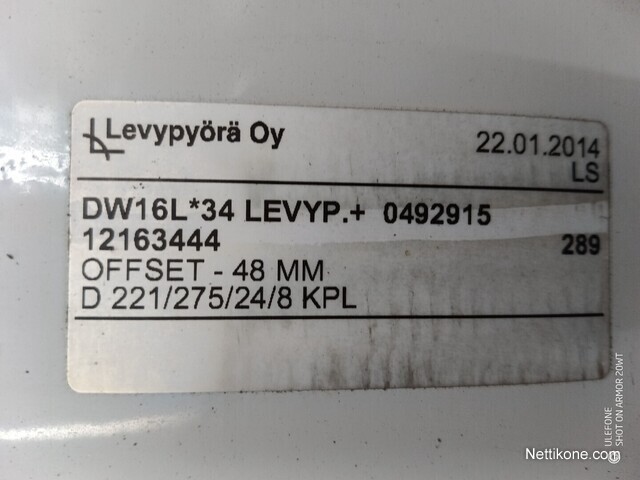 Levypyörä Oy
22.01.2014
LS
DW16L*34 LEVYP.+ 0492915
12163444 289
OFFSET - 48 MM
D 221/275/24/8 KPL
ULEFONE
SHOT ON ARMOR 20WT
Nettikone.com